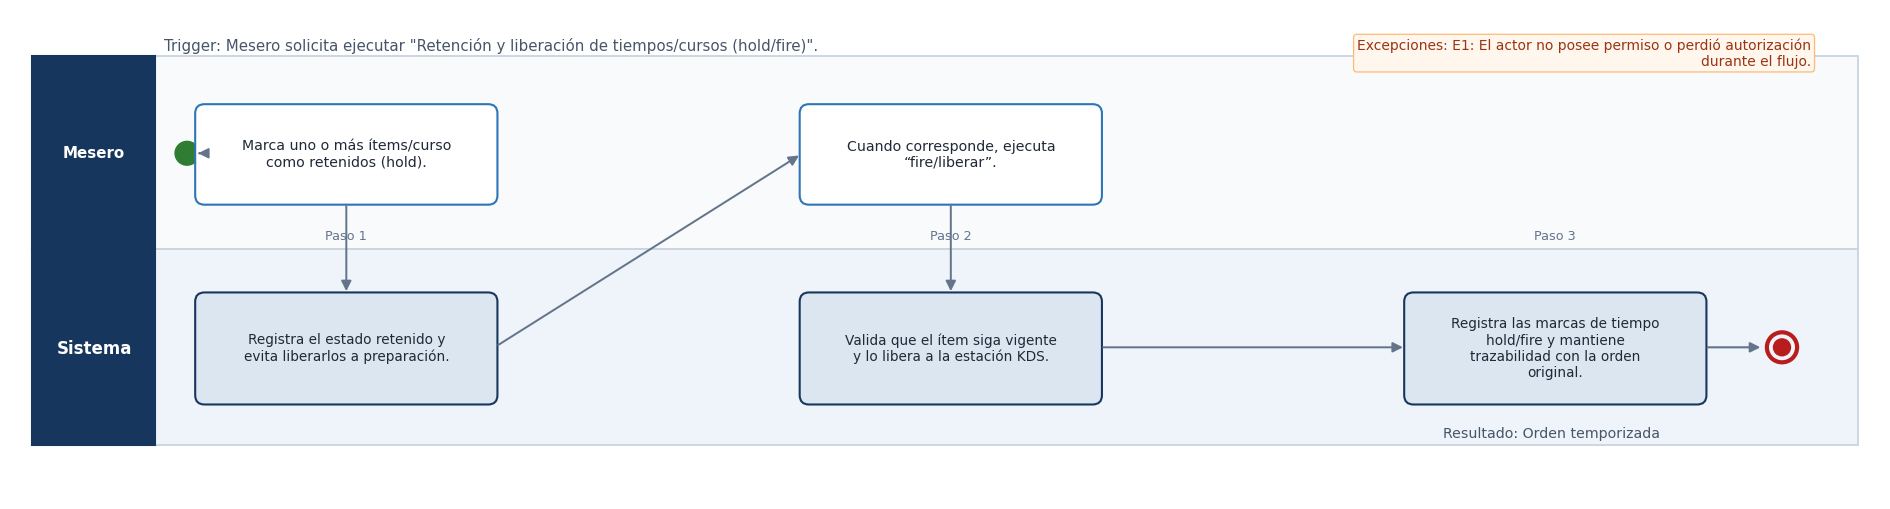 Trigger: Mesero solicita ejecutar "Retención y liberación de tiempos/cursos (hold/fire)".
Excepciones: E1: El actor no posee permiso o perdió autorización
durante el flujo.
Mesero
Marca uno o más ítems/curso
como retenidos (hold).
Cuando corresponde, ejecuta
“fire/liberar”.
Paso 1
Paso 2
Paso 3
Sistema
Registra el estado retenido y
evita liberarlos a preparación.
Valida que el ítem siga vigente
y lo libera a la estación KDS.
Registra las marcas de tiempo
hold/fire y mantiene
trazabilidad con la orden
original.
Resultado: Orden temporizada